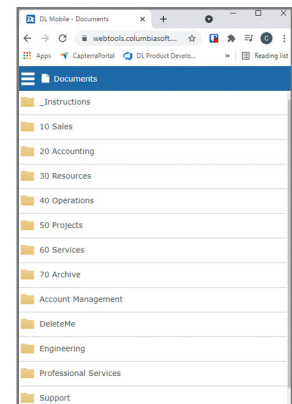 DL Mobile - Documents
webtools.columbiasoft....
Apps CapterraPortal DL Product Develo... » Reading list
Documents
_Instructions
10 Sales
20 Accounting
30 Resources
40 Operations
50 Projects
60 Services
70 Archive
Account Management
DeleteMe
Engineering
Professional Services
Support